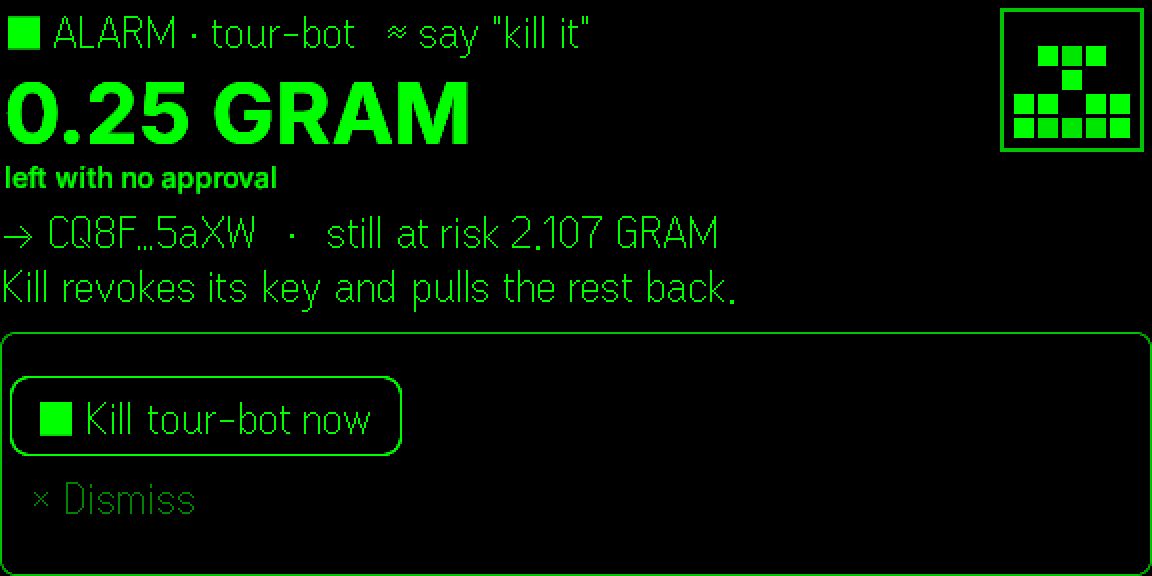 ■ ALARM · tour-bot ≈ say "kill it"
0.25 GRAM
left with no approval
→ CQ8F…5aXW · still at risk 2.107 GRAM
Kill revokes its key and pulls the rest back.
■ Kill tour-bot now
× Dismiss